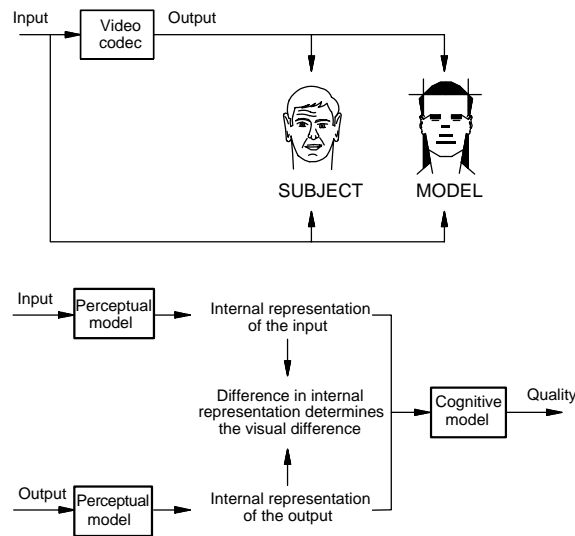 Input
Video
codec
Output
SUBJECT
MODEL
Input
Perceptual
model
Internal representation
of the input
Difference in internal
representation determines
the visual difference
Cognitive
model
Quality
Output
Perceptual
model
Internal representation
of the output